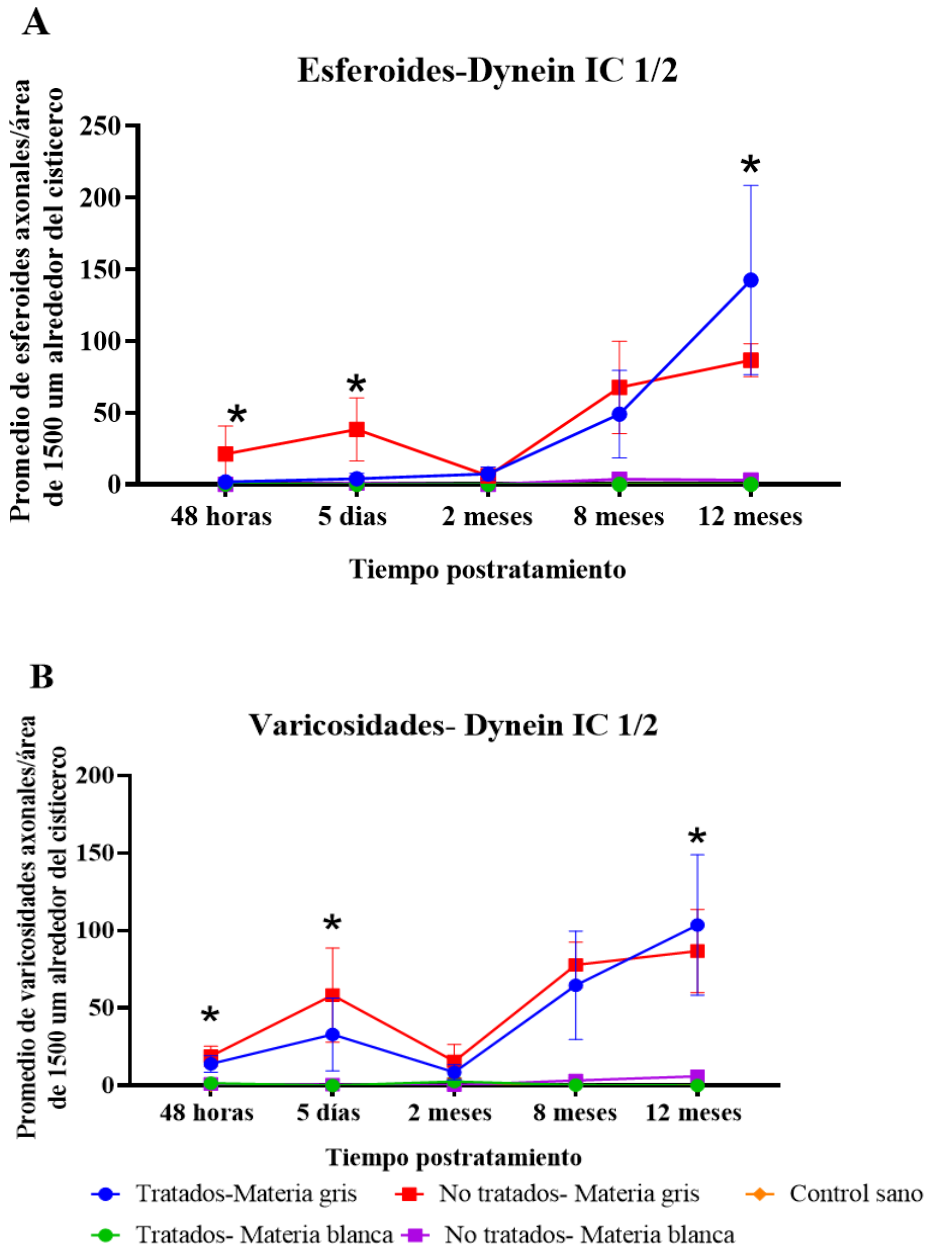 A
Esferoides-Dynein IC 1/2
Promedio de esferoides axonales/área
de 1500 um alrededor del cisticerco
250
200
150
100
50
0
*
*
*
48 horas
5 dias
2 meses
8 meses
12 meses
Tiempo postratamiento
B
Varicosidades- Dynein IC 1/2
Promedio de varicosidades axonales/área
de 1500 um alrededor del cisticerco
200
150
100
50
0
*
*
*
48 horas
5 días
2 meses
8 meses
12 meses
Tiempo postratamiento
Tratados-Materia gris
No tratados- Materia gris
Control sano
Tratados- Materia blanca
No tratados- Materia blanca